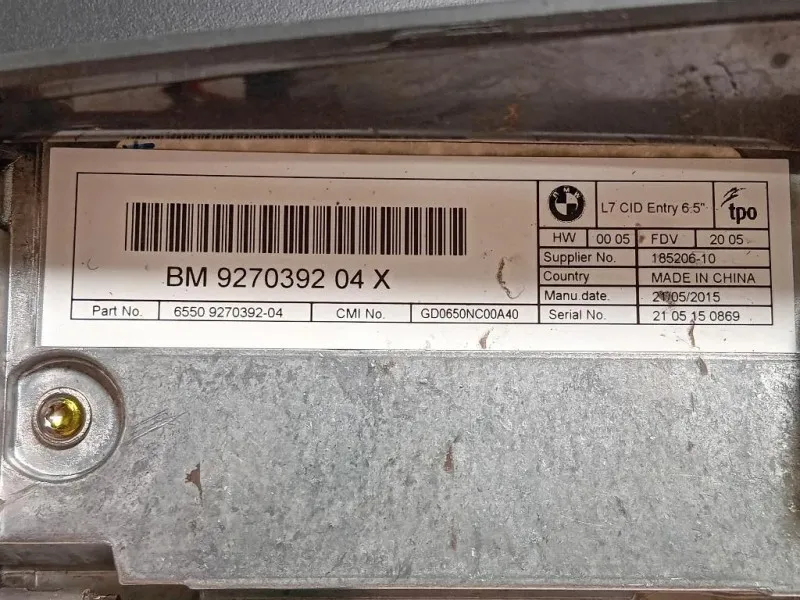 BMW
L7 CID Entry 6.5"
tpo
HW 00 05 FDV 20 05
Supplier No. 185206-10
Country MADE IN CHINA
Manu.date. 21/05/2015
Serial No. 21 05 15 0869
BM 9270392 04 X
Part No. 6550 9270392-04 CMI No. GD0650NC00A40